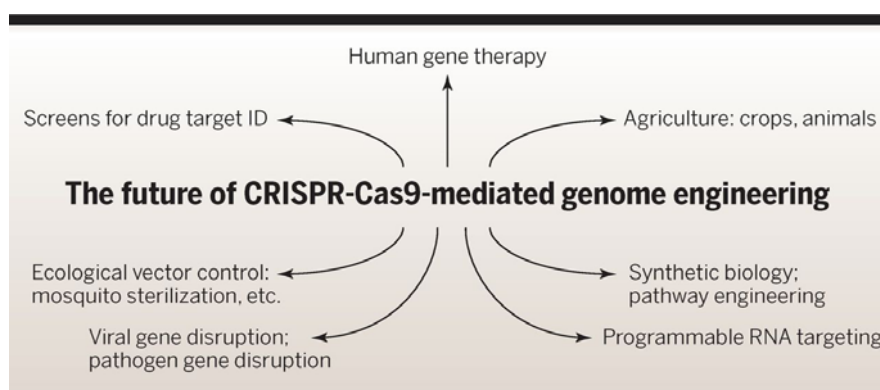 Human gene therapy
Screens for drug target ID
Agriculture: crops, animals
The future of CRISPR-Cas9-mediated genome engineering
Ecological vector control:
mosquito sterilization, etc.
Synthetic biology;
pathway engineering
Viral gene disruption;
pathogen gene disruption
Programmable RNA targeting